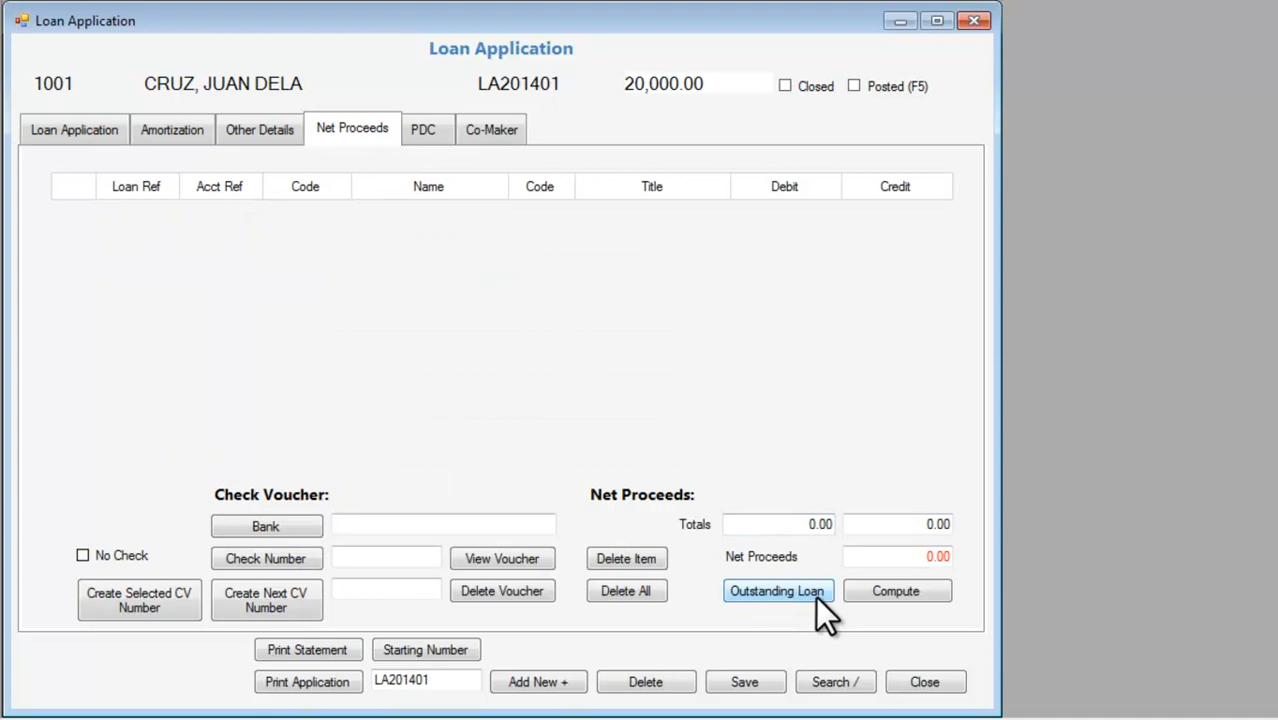 Loan Application
Loan Application
1001 CRUZ, JUAN DELA LA201401 20,000.00 Closed Posted (F5)
Loan Application Amortization Other Details Net Proceeds PDC Co-Maker
Loan Ref Acct Ref Code Name Code Title Debit Credit
Check Voucher: Net Proceeds:
Bank Totals 0.00 0.00
No Check Check Number View Voucher Delete Item Net Proceeds 0.00
Create Selected CV Number Create Next CV Number Delete Voucher Delete All Outstanding Loan Compute
Print Statement Starting Number
Print Application LA201401 Add New + Delete Save Search / Close